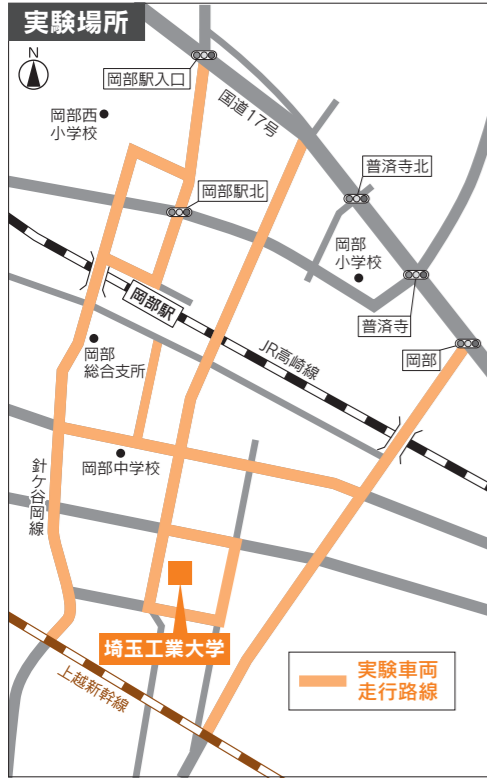 実験場所
N
岡部駅入口
国道17号
岡部西
小学校
普済寺北
岡部駅北
岡部
小学校
岡部駅
普済寺
岡部
岡部
総合支所
JR高崎線
岡部中学校
針ケ谷岡線
埼玉工業大学
上越新幹線
実験車両
走行路線